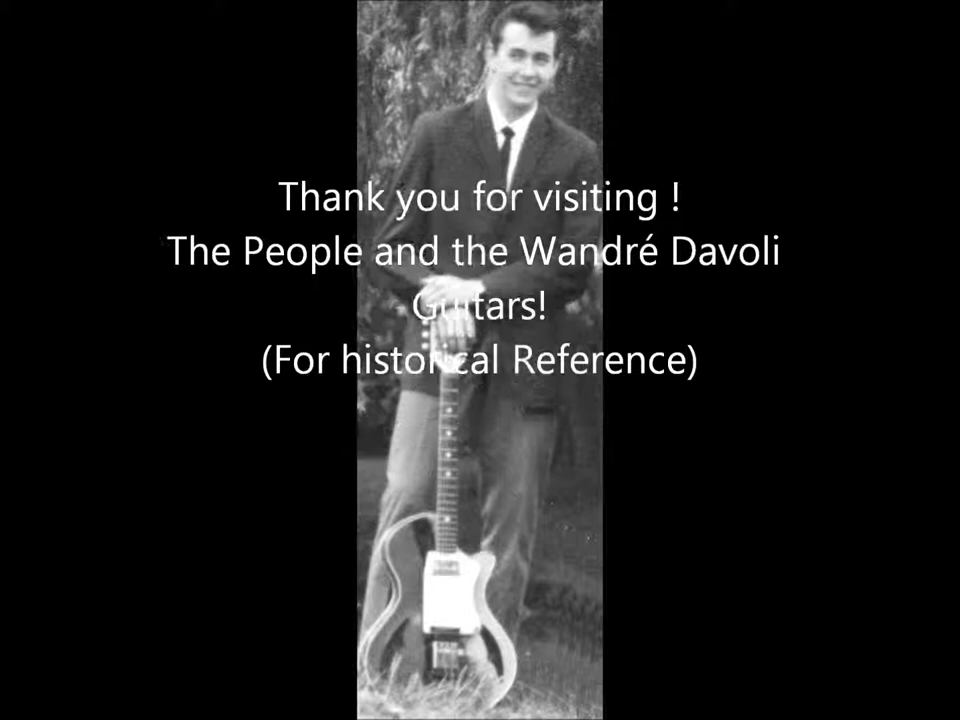 Thank you for visiting !
The People and the Wandré Davoli
Guitars!
(For historical Reference)